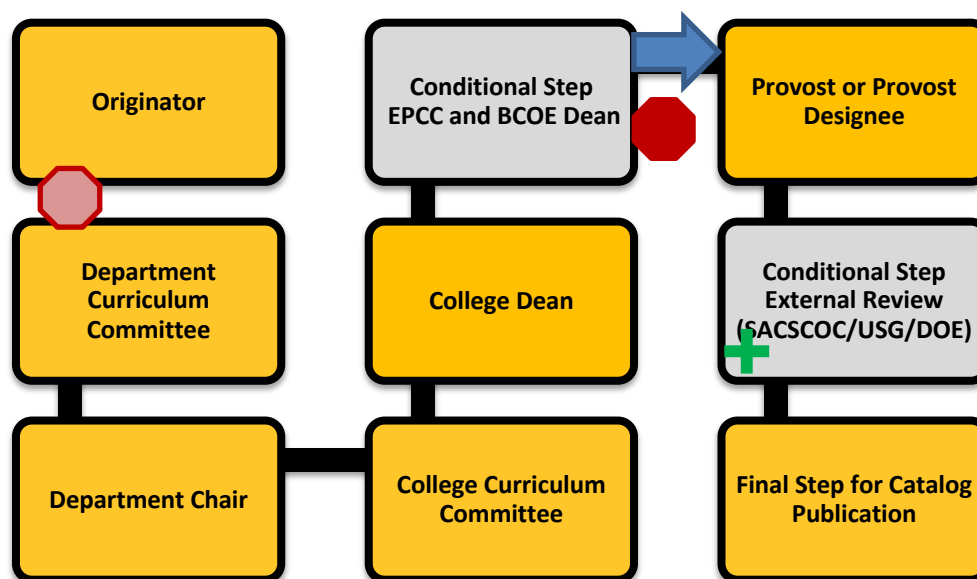 Originator
Department
Curriculum
Committee
Department Chair
College Curriculum
Committee
College Dean
Conditional Step
EPCC and BCOE Dean
Provost or Provost
Designee
Conditional Step
External Review
(SACSCOC/USG/DOE)
Final Step for Catalog
Publication